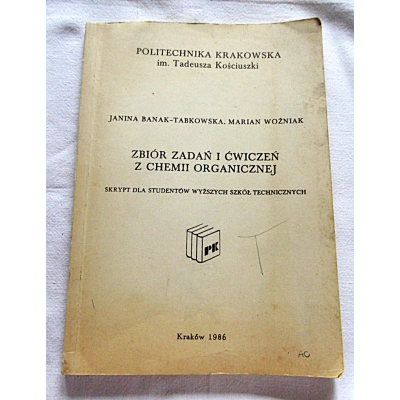 POLITECHNIKA KRAKOWSKA
im. Tadeusza Kościuszki
JANINA BANAK-TABKOWSKA, MARIAN WOŹNIAK
ZBIÓR ZADAŃ I ĆWICZEŃ
Z CHEMII ORGANICZNEJ
SKRYPT DLA STUDENTÓW WYŻSZYCH SZKÓŁ TECHNICZNYCH
PK
Kraków 1986